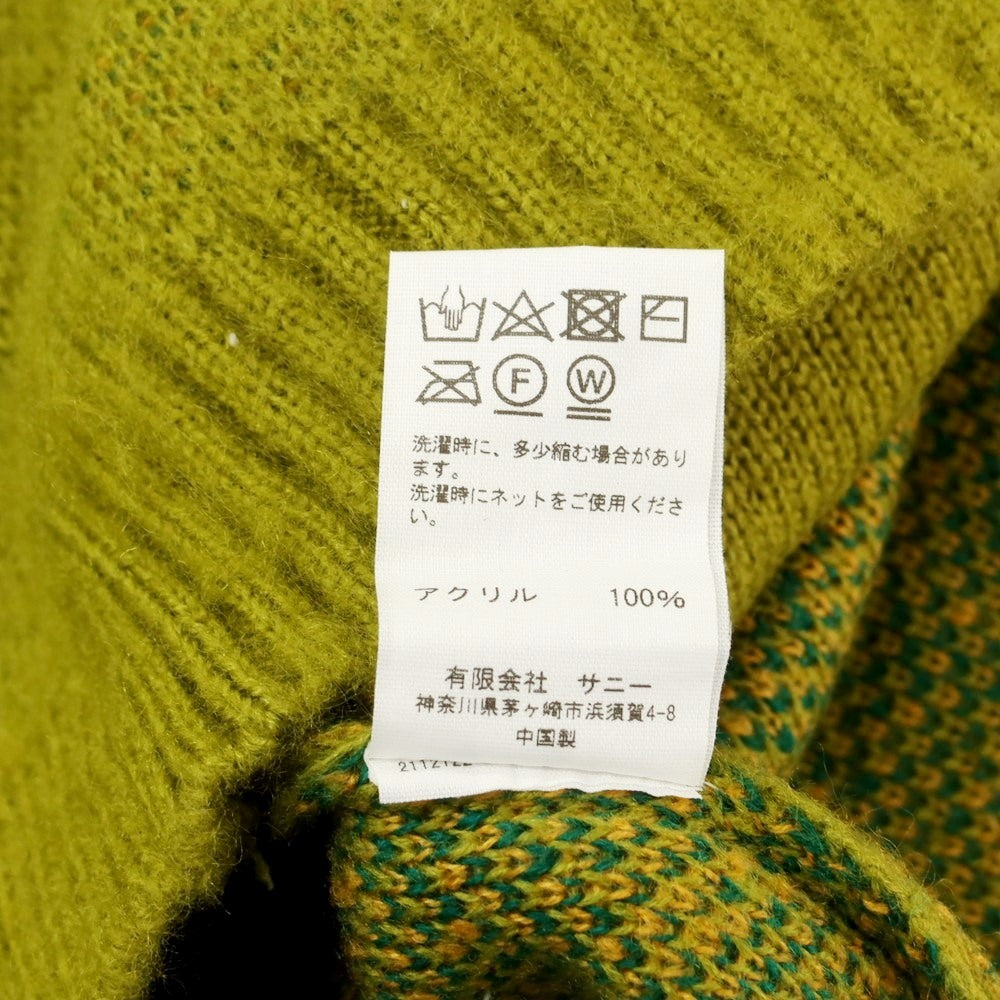 F W
洗濯時に、多少縮む場合があり
ます。
洗濯時にネットをご使用くださ
い。
アクリル 100%
有限会社 サニー
神奈川県茅ヶ崎市浜須賀4-8
中国製